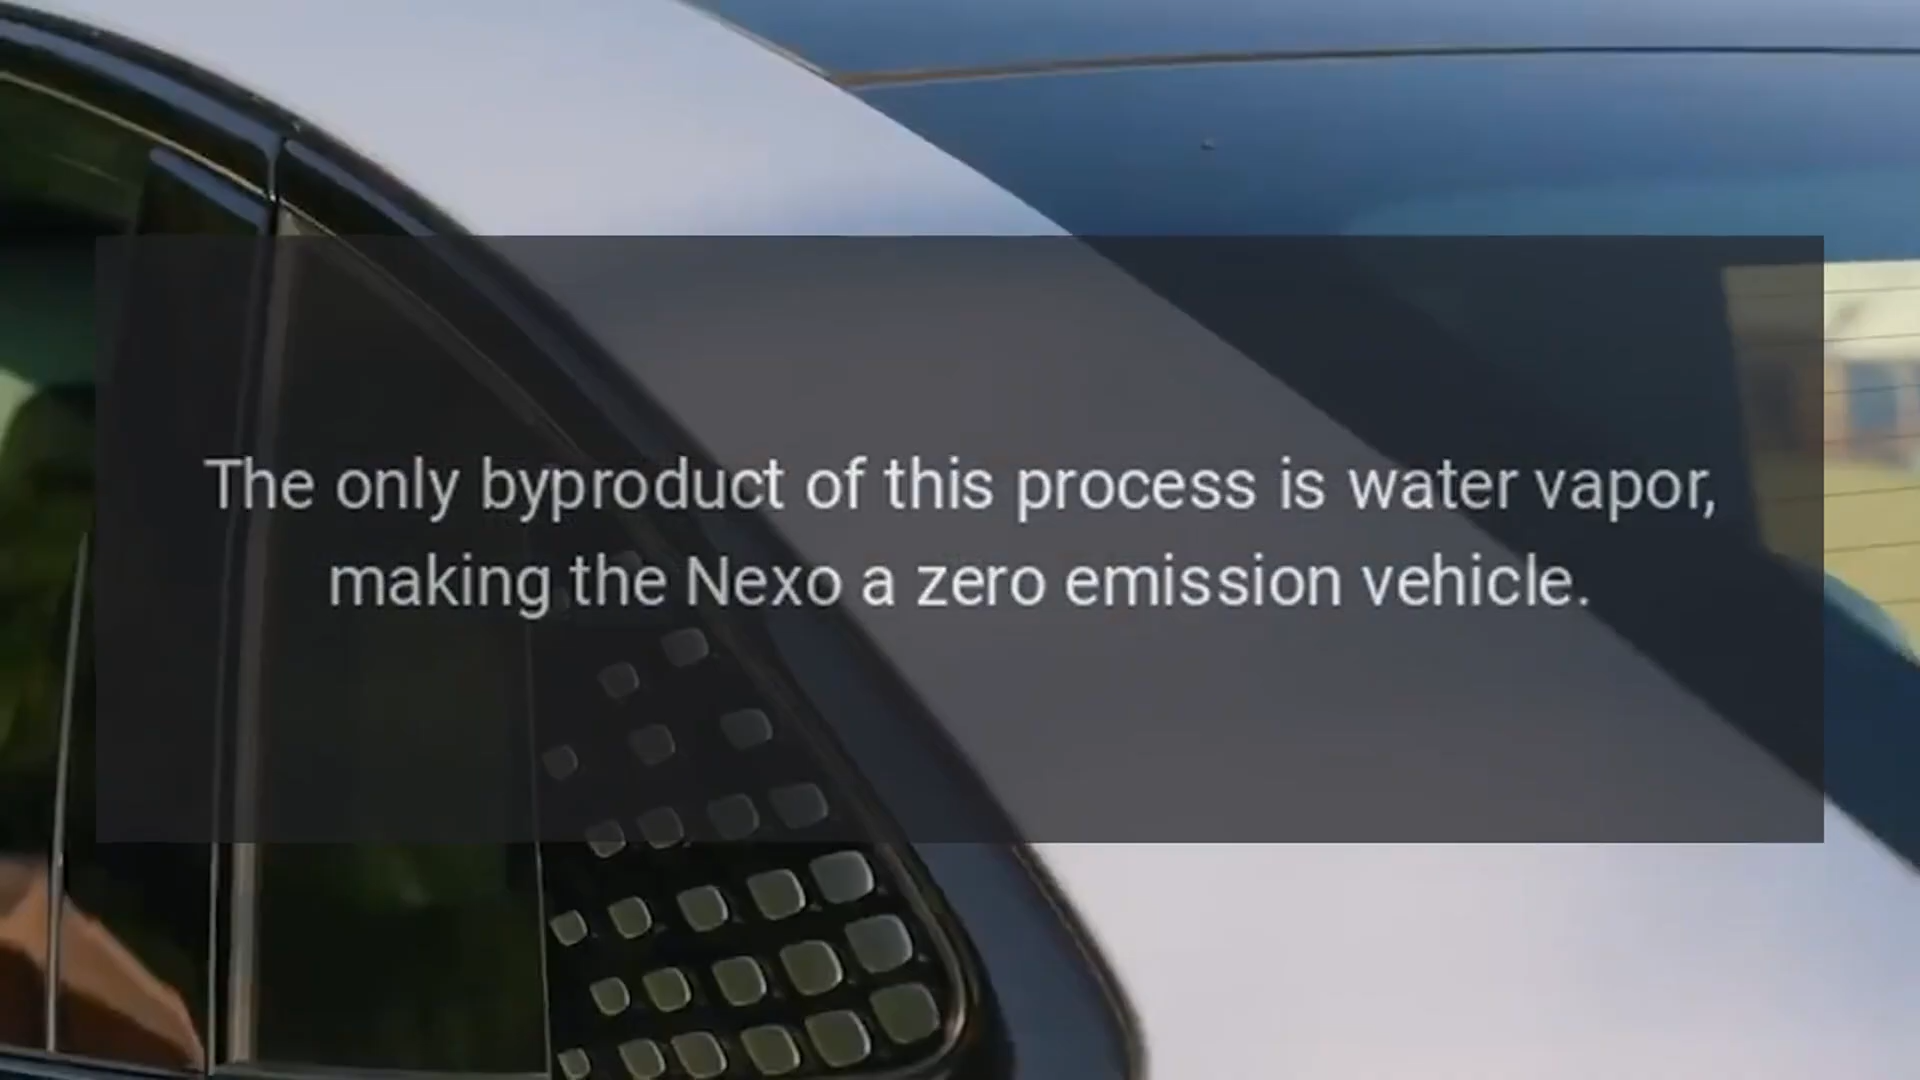 The only byproduct of this process is water vapor,
making the Nexo a zero emission vehicle.